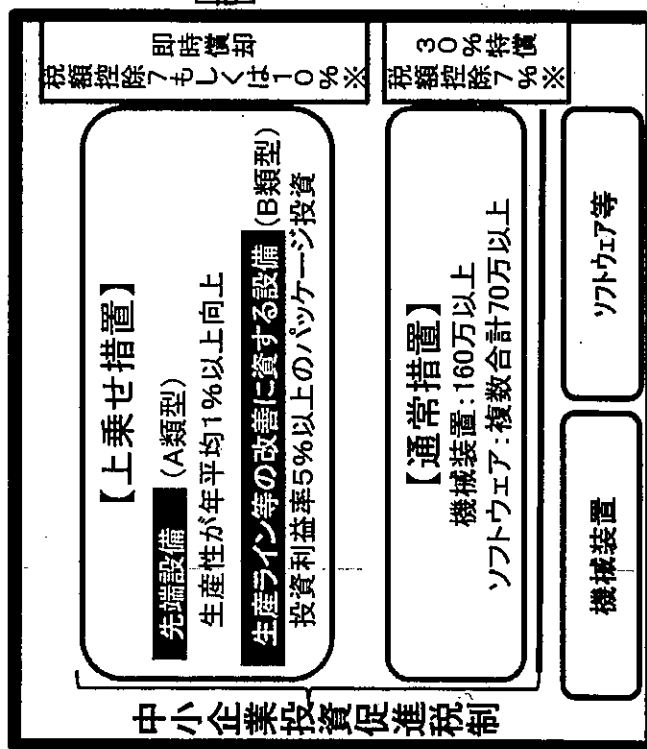 中小企業投資促進税制
【上乗せ措置】
先端設備 (A類型)
生産性が年平均1%以上向上
生産ライン等の改善に資する設備 (B類型)
投資利益率5%以上のパッケージ投資
即時償却
税額控除7もしくは10%※
【通常措置】
機械装置:160万以上
ソフトウェア:複数合計70万以上
30%特償
税額控除7%※
機械装置
ソフトウェア等